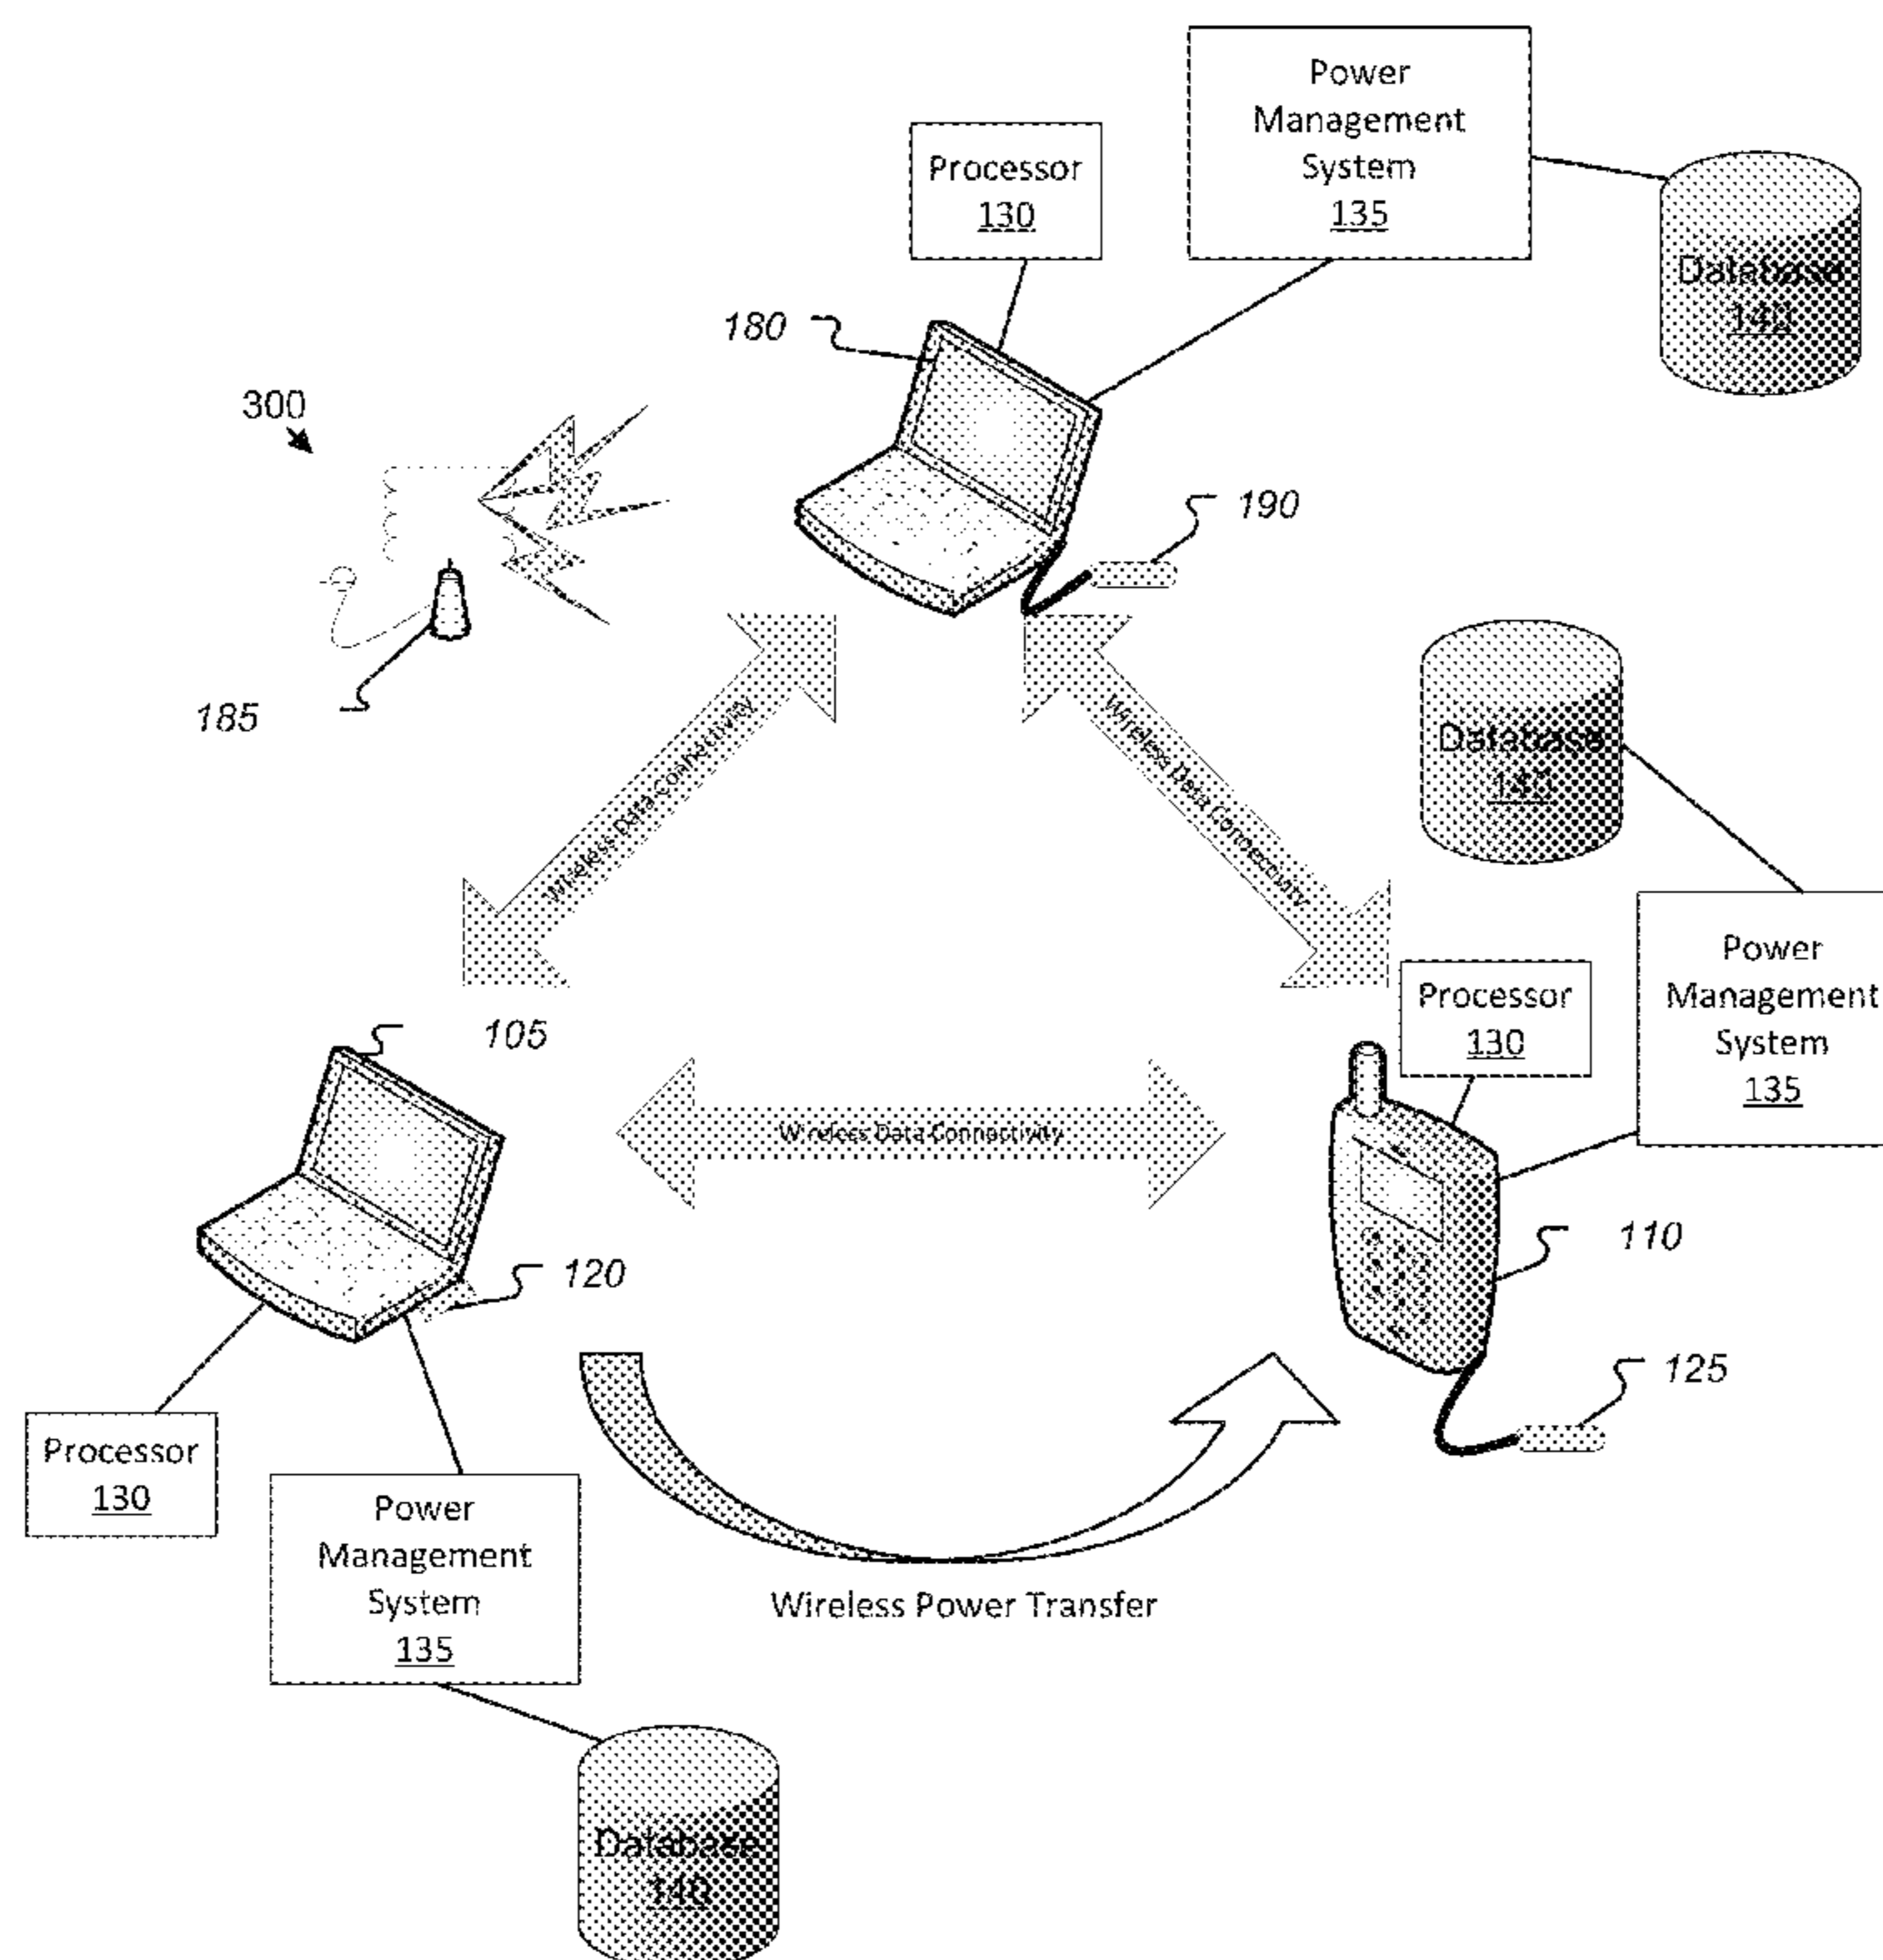 Power
Management
System
135
Processor
130
Database
140
180
300
190
185
Wireless Data Connectivity
Wireless Data Connectivity
Database
140
Power
Management
System
135
Processor
130
105
Wireless Data Connectivity
110
120
125
Processor
130
Power
Management
System
135
Wireless Power Transfer
Database
140